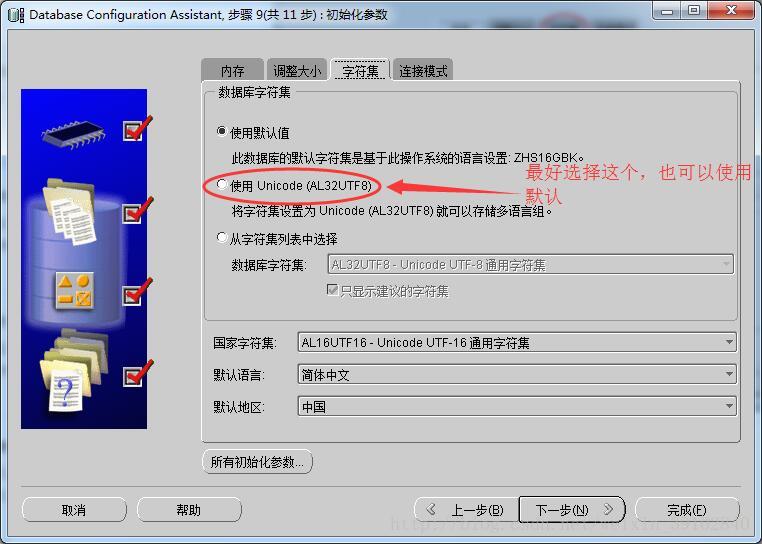 Database Configuration Assistant, 步骤 9(共 11 步) : 初始化参数
内存 调整大小 字符集 连接模式
数据库字符集
使用默认值
此数据库的默认字符集是基于此操作系统的语言设置: ZHS16GBK。
最好选择这个，也可以使用
默认
使用 Unicode (AL32UTF8)
将字符集设置为 Unicode (AL32UTF8) 就可以存储多语言组。
从字符集列表中选择
数据库字符集: AL32UTF8 - Unicode UTF-8 通用字符集
只显示建议的字符集
国家字符集: AL16UTF16 - Unicode UTF-16 通用字符集
默认语言: 简体中文
默认地区: 中国
所有初始化参数...
取消 帮助 上一步(B) 下一步(N) 完成(F)